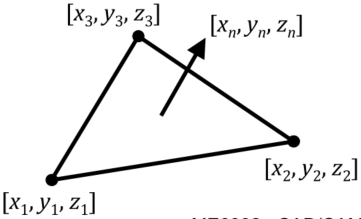 [x₃, y₃, z₃]
[xₙ, yₙ, zₙ]
[x₂, y₂, z₂]
[x₁, y₁, z₁]